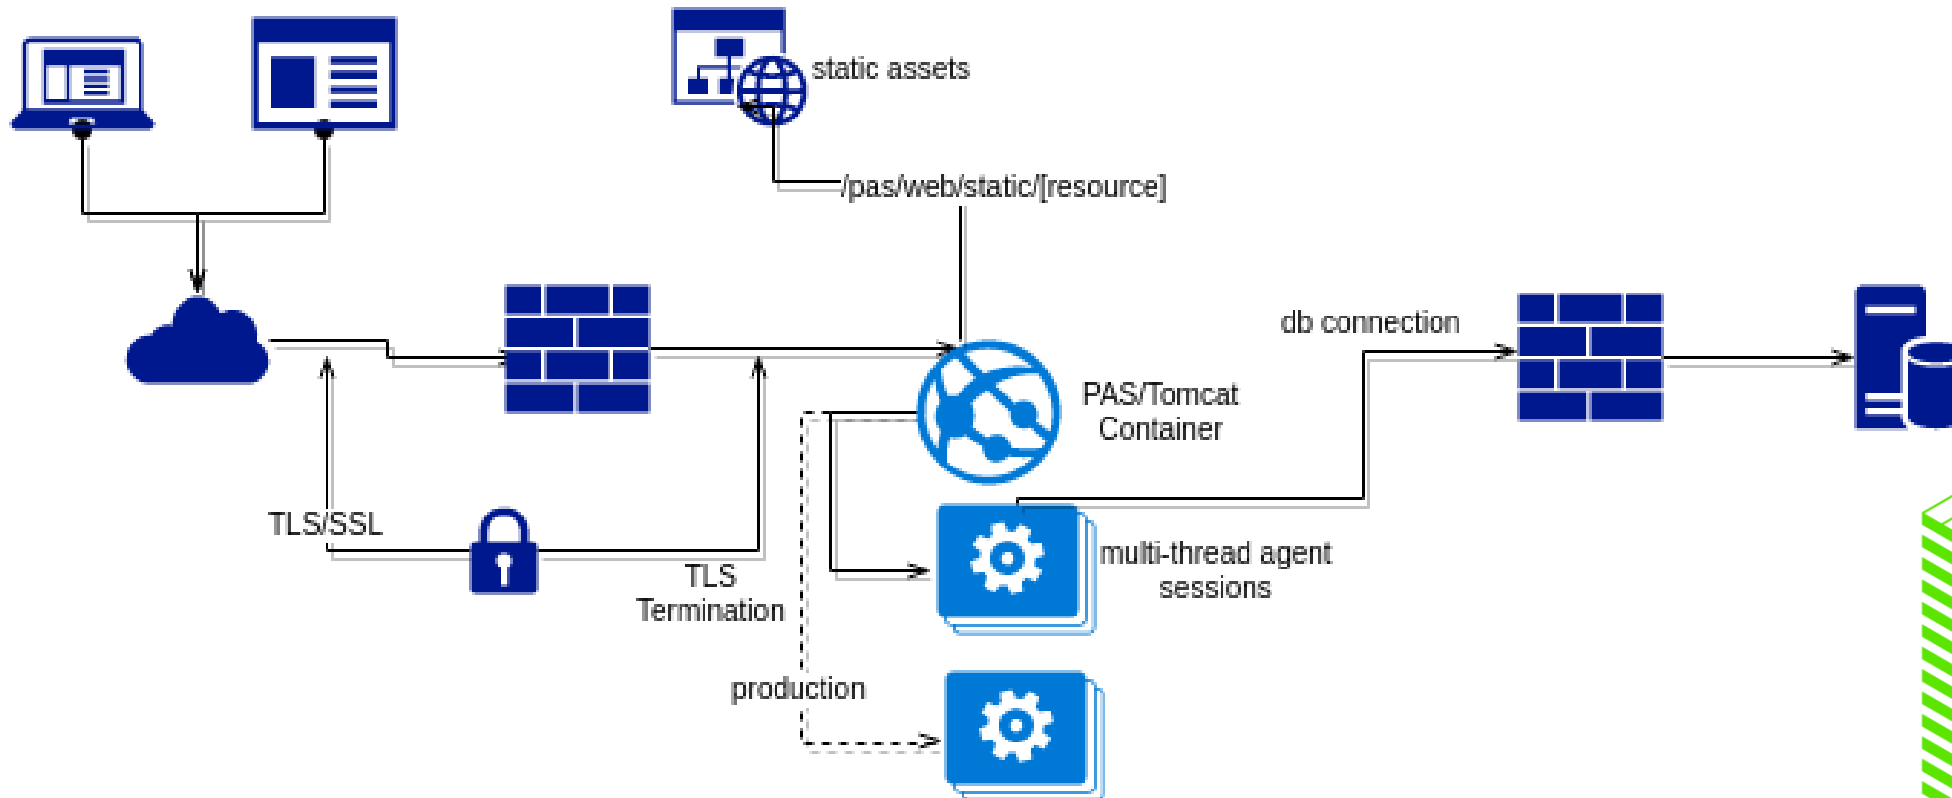 static assets
/pas/web/static/[resource]
db connection
PAS/Tomcat
Container
TLS/SSL
multi-thread agent
sessions
TLS
Termination
production